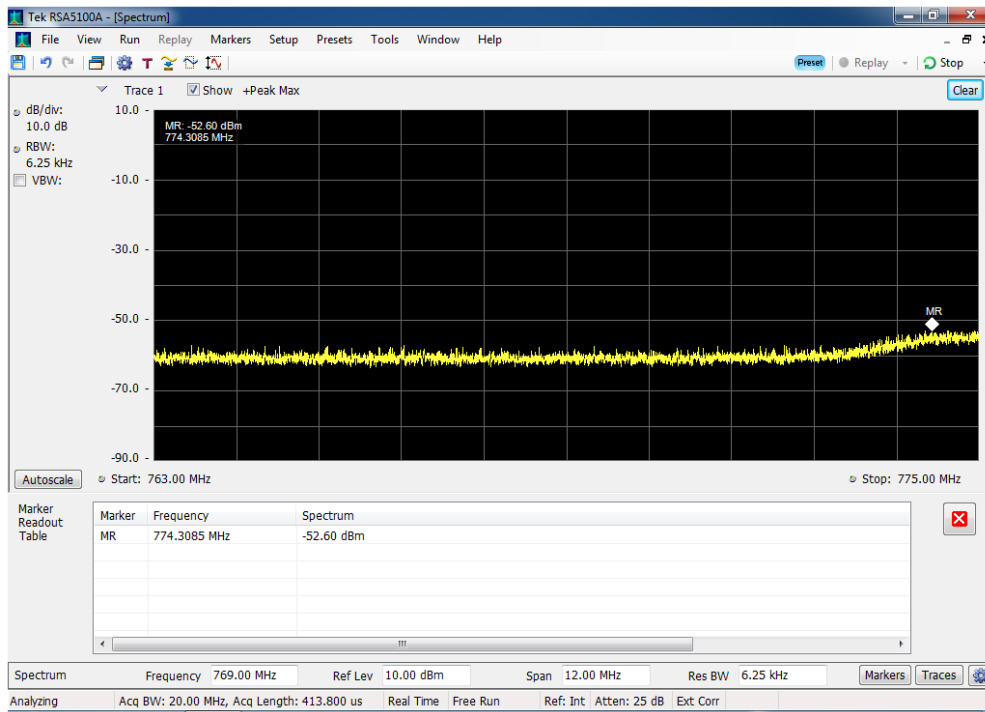 Tek RSA5100A - [Spectrum]
File View Run Replay Markers Setup Presets Tools Window Help
T Preset Replay Stop
Trace 1 Show +Peak Max Clear
dB/div:
10.0 dB
RBW:
6.25 kHz
VBW:
10.0 -
-10.0 -
-30.0 -
-50.0 -
-70.0 -
-90.0 -
MR: -52.60 dBm
774.3085 MHz
MR
Autoscale Start: 763.00 MHz Stop: 775.00 MHz
Marker
Readout
Table
Marker Frequency Spectrum
MR 774.3085 MHz -52.60 dBm
Spectrum Frequency 769.00 MHz Ref Lev 10.00 dBm Span 12.00 MHz Res BW 6.25 kHz Markers Traces
Analyzing Acq BW: 20.00 MHz, Acq Length: 413.800 us Real Time Free Run Ref: Int Atten: 25 dB Ext Corr